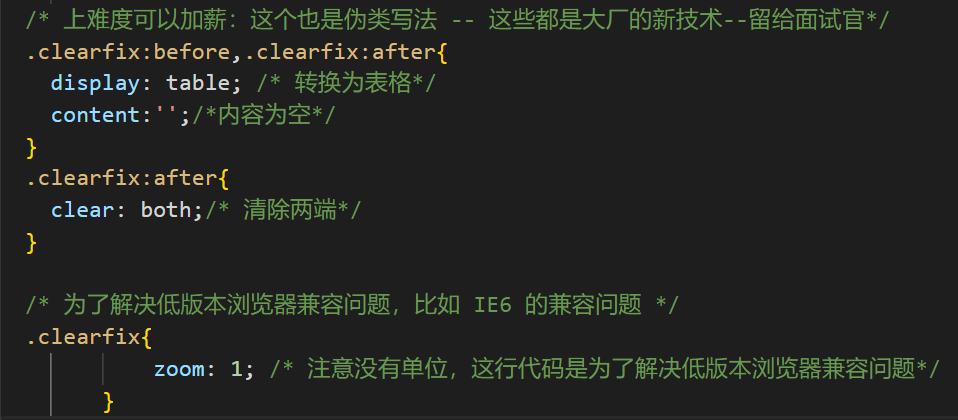 /* 上难度可以加薪：这个也是伪类写法 -- 这些都是大厂的新技术--留给面试官*/
.clearfix:before,.clearfix:after{
  display: table; /* 转换为表格*/
  content:'';/*内容为空*/
}
.clearfix:after{
  clear: both;/* 清除两端*/
}

/* 为了解决低版本浏览器兼容问题，比如 IE6 的兼容问题 */
.clearfix{
          zoom: 1; /* 注意没有单位，这行代码是为了解决低版本浏览器兼容问题*/
      }